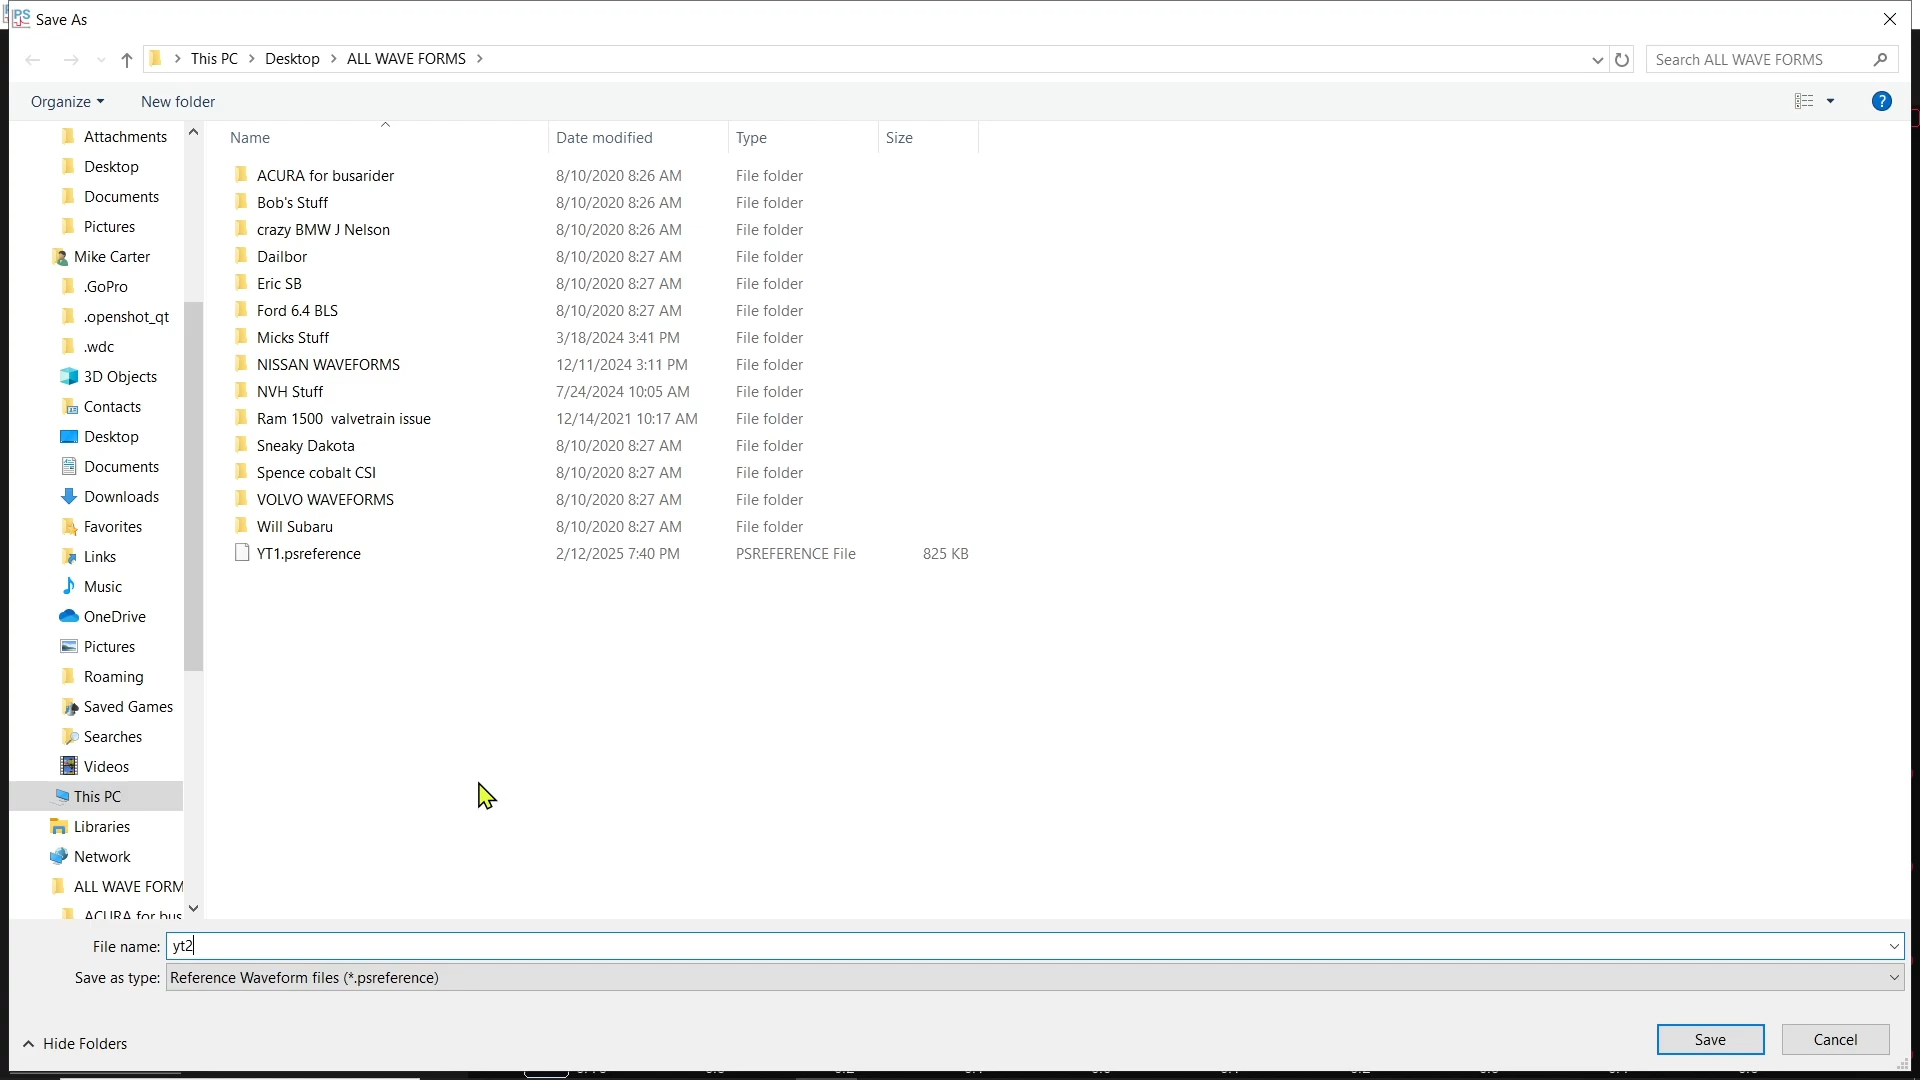 Save As
This PC > Desktop > ALL WAVE FORMS >
Search ALL WAVE FORMS
Organize
New folder
Attachments
Desktop
Documents
Pictures
Mike Carter
.GoPro
.openshot_qt
.wdc
3D Objects
Contacts
Desktop
Documents
Downloads
Favorites
Links
Music
OneDrive
Pictures
Roaming
Saved Games
Searches
Videos
This PC
Libraries
Network
ALL WAVE FORM
ACURA for bus
Name Date modified Type Size
ACURA for busarider 8/10/2020 8:26 AM File folder
Bob's Stuff 8/10/2020 8:26 AM File folder
crazy BMW J Nelson 8/10/2020 8:26 AM File folder
Dailbor 8/10/2020 8:27 AM File folder
Eric SB 8/10/2020 8:27 AM File folder
Ford 6.4 BLS 8/10/2020 8:27 AM File folder
Micks Stuff 3/18/2024 3:41 PM File folder
NISSAN WAVEFORMS 12/11/2024 3:11 PM File folder
NVH Stuff 7/24/2024 10:05 AM File folder
Ram 1500 valvetrain issue 12/14/2021 10:17 AM File folder
Sneaky Dakota 8/10/2020 8:27 AM File folder
Spence cobalt CSI 8/10/2020 8:27 AM File folder
VOLVO WAVEFORMS 8/10/2020 8:27 AM File folder
Will Subaru 8/10/2020 8:27 AM File folder
YT1.psreference 2/12/2025 7:40 PM PSREFERENCE File 825 KB
File name: yt2
Save as type: Reference Waveform files (*.psreference)
Hide Folders
Save
Cancel